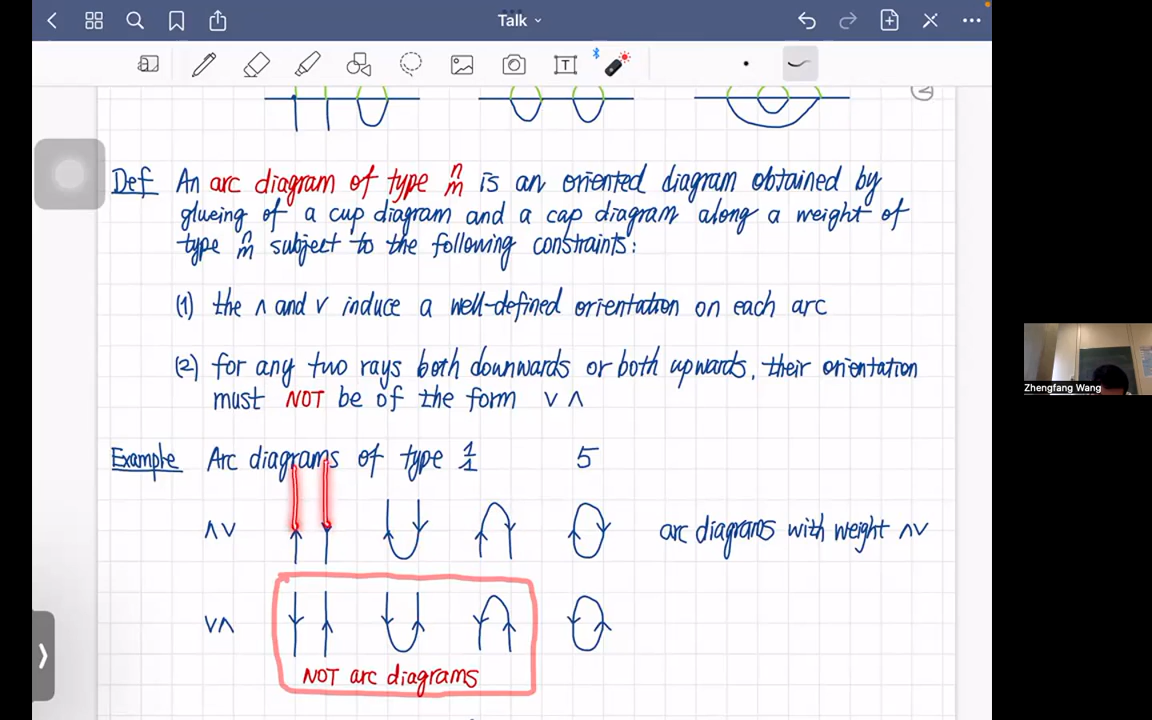 Talk
T
2
Def An arc diagram of type n m is an oriented diagram obtained by
glueing of a cup diagram and a cap diagram along a weight of
type n m subject to the following constraints:
(1) the ∧ and ∨ induce a well-defined orientation on each arc
(2) for any two rays both downwards or both upwards, their orientation
must NOT be of the form ∨ ∧
Example Arc diagrams of type 1 1 5
∧∨ arc diagrams with weight ∧∨
∨∧
NOT arc diagrams
Zhengfang Wang